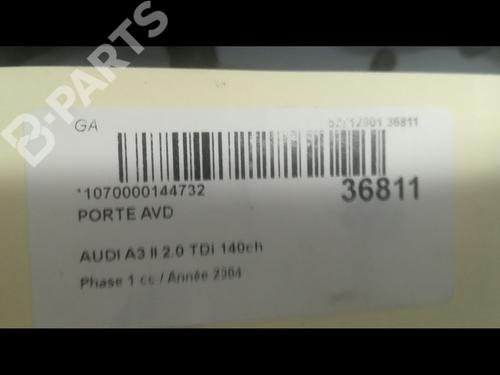 B-PARTS
GA
36811
*1070000144732
36811
PORTE AVD
AUDI A3 II 2.0 TDi 140ch
Phase 1 cc / Année 2004